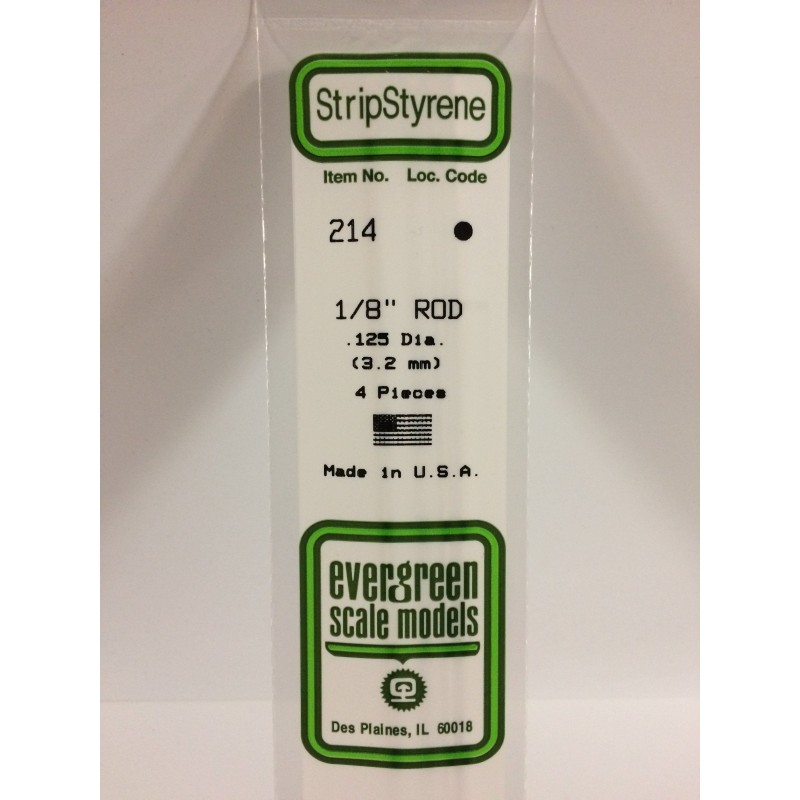 StripStyrene
Item No. Loc. Code
214
1/8" ROD
.125 Dia.
(3.2 mm)
4 Pieces
Made in U.S.A.
evergreen
scale models
Des Plaines, IL 60018